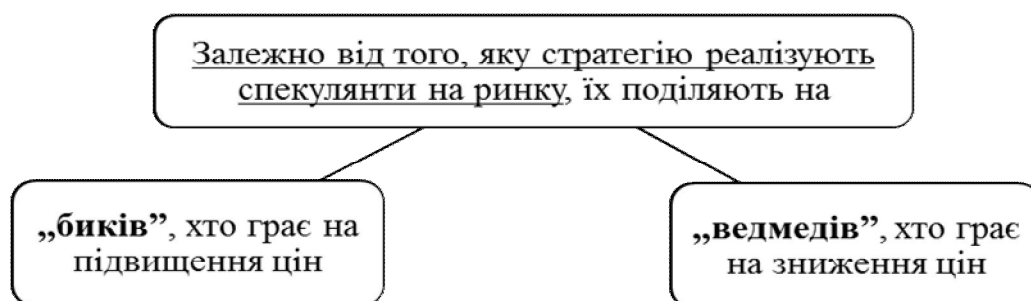 Залежно від того, яку стратегію реалізують
спекулянти на ринку, їх поділяють на
„биків”, хто грає на
підвищення цін
„ведмедів”, хто грає
на зниження цін